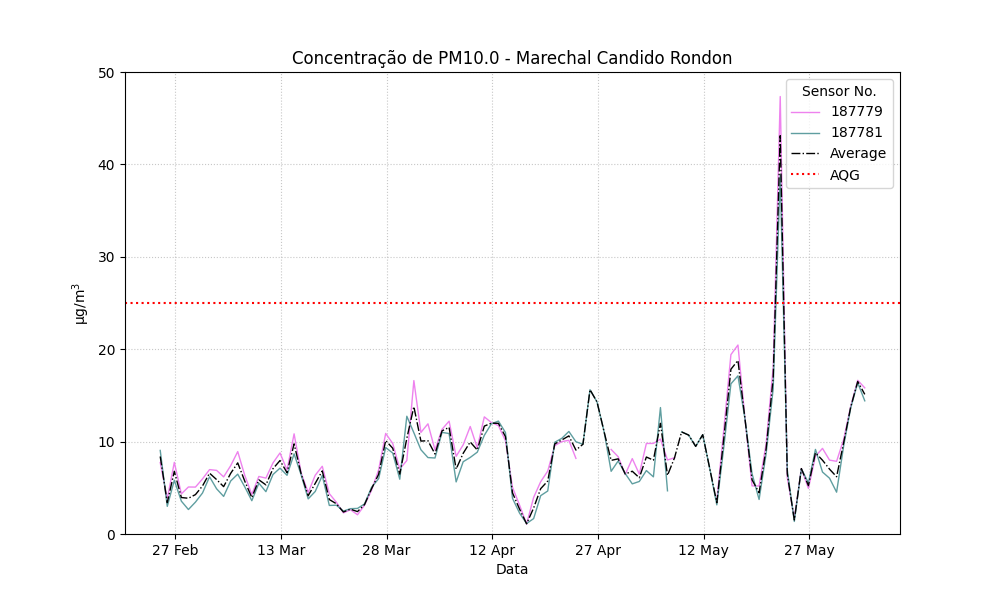 Concentração de PM10.0 - Marechal Candido Rondon
50
40
30
20
10
0
µg/m³
Sensor No.
187779
187781
Average
AQG
27 Feb
13 Mar
28 Mar
12 Apr
27 Apr
12 May
27 May
Data